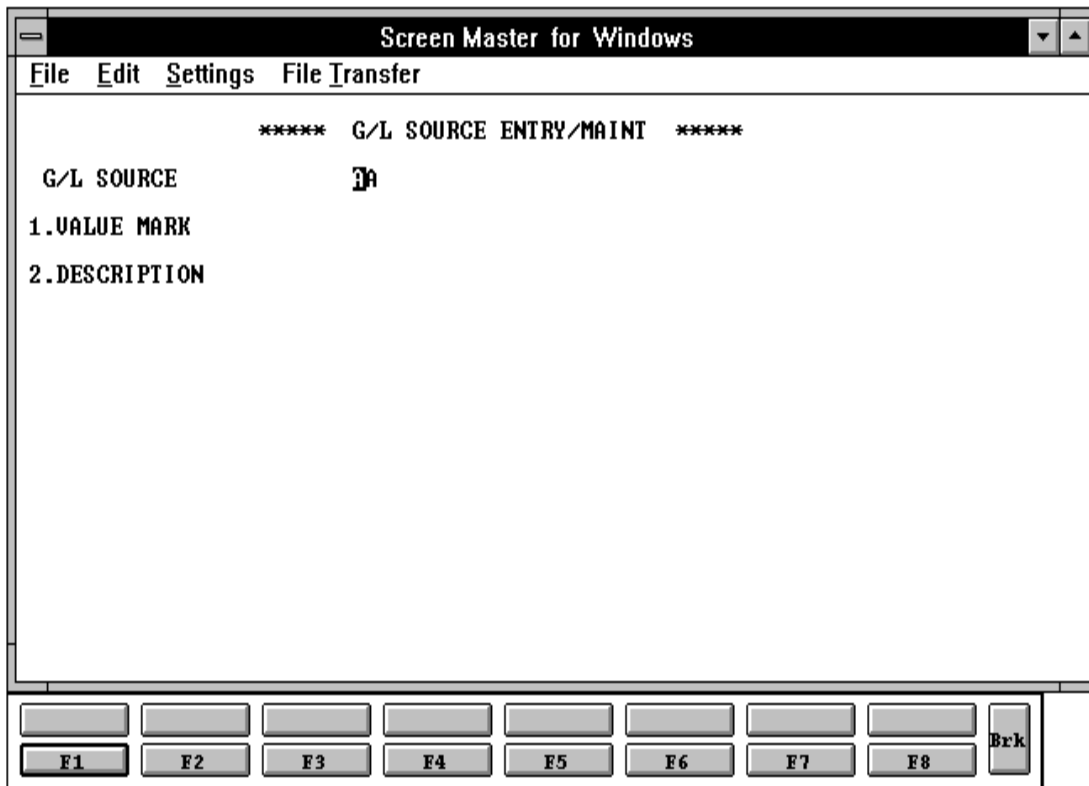 Screen Master for Windows
File Edit Settings File Transfer
***** G/L SOURCE ENTRY/MAINT *****
G/L SOURCE A
1.VALUE MARK
2.DESCRIPTION
Brk
F1 F2 F3 F4 F5 F6 F7 F8